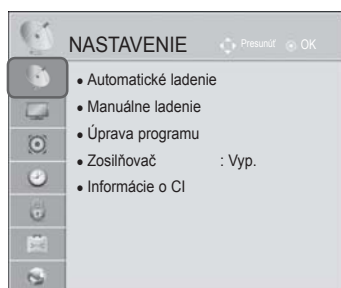 NASTAVENIE Presunúť OK
• Automatické ladenie
• Manuálne ladenie
• Úprava programu
• Zosilňovač : Vyp.
• Informácie o CI